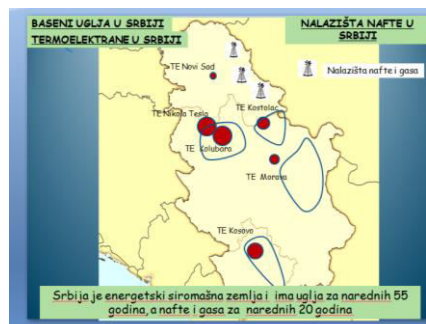 BASENI UGLJA U SRBIJI
TERMOELEKTRANE U SRBIJI
NALAZIŠTA NAFTE U
SRBIJI
TE Novi Sad
Nalazišta nafte i gasa
TE Nikola Tesla
TE Kostolac
TE Kolubara
TE Morava
TE Kosovo
Srbija je energetski siromašna zemlja i ima uglja za narednih 55
godina, a nafte i gasa za narednih 20 godina